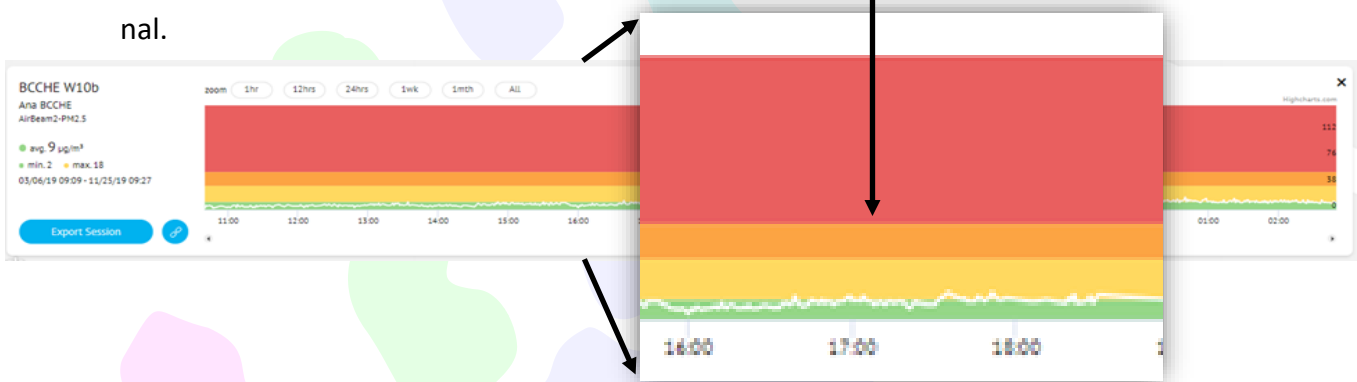 nal.
BCCHE W10b
Ana BCCHE
AirBeam2-PM2.5
avg. 9 µg/m³
min. 2 max. 18
03/06/19 09:09 - 11/25/19 09:27
Export Session
zoom 1hr 12hrs 24hrs 1wk 1mth All
Highcharts.com
112
76
38
0
11:00 12:00 13:00 14:00 15:00 16:00 01:00 02:00
16:00 17:00 18:00